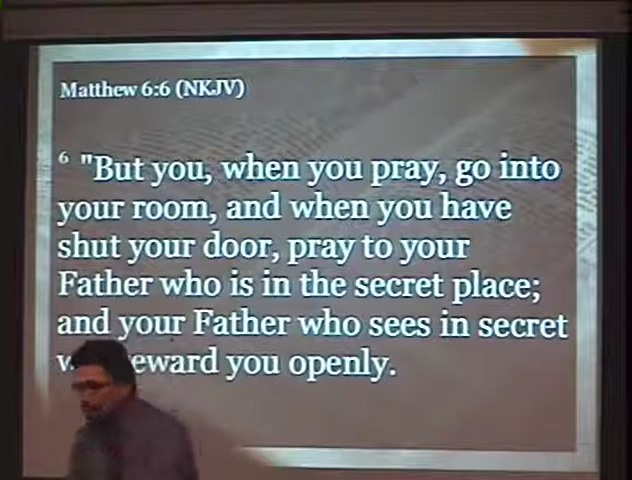 Matthew 6:6 (NKJV)
6 "But you, when you pray, go into
your room, and when you have
shut your door, pray to your
Father who is in the secret place;
and your Father who sees in secret
you openly.